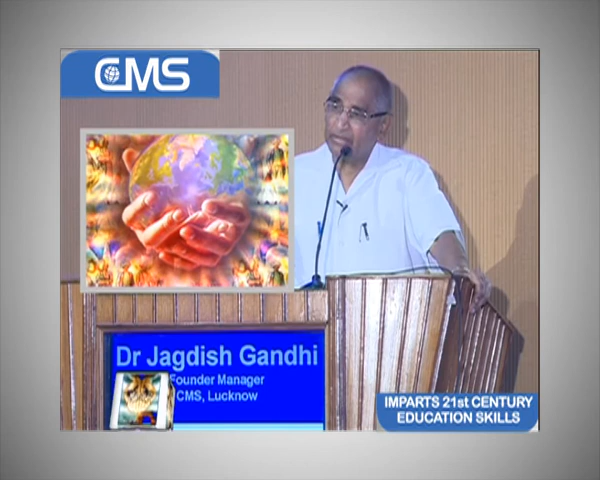 CMS
Dr Jagdish Gandhi
Founder Manager
CMS, Lucknow
IMPARTS 21st CENTURY
EDUCATION SKILLS